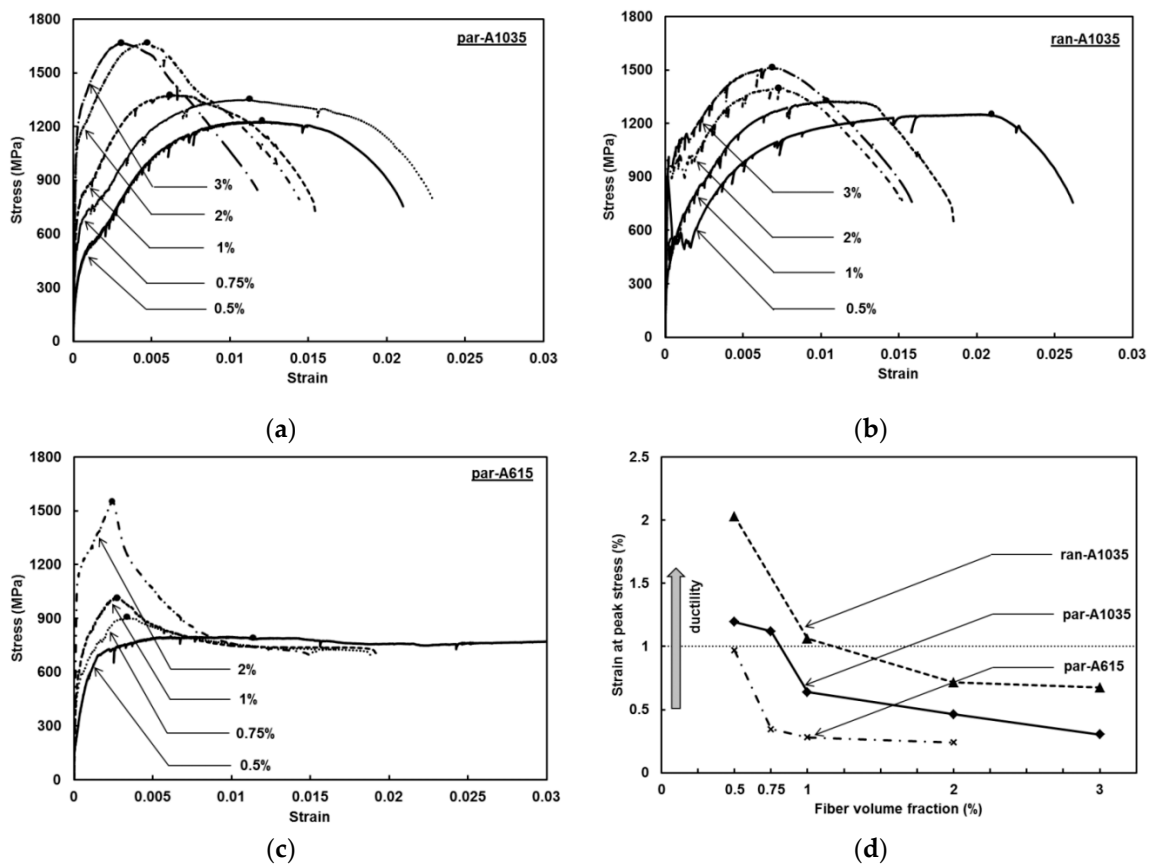 1800
1500
1200
900
600
300
0
Stress (MPa)
par-A1035
3%
2%
1%
0.75%
0.5%
0 0.005 0.01 0.015 0.02 0.025 0.03
Strain
(a)
1800
1500
1200
900
600
300
0
Stress (MPa)
ran-A1035
3%
2%
1%
0.5%
0 0.005 0.01 0.015 0.02 0.025 0.03
Strain
(b)
1800
1500
1200
900
600
300
0
Stress (MPa)
par-A615
2%
1%
0.75%
0.5%
0 0.005 0.01 0.015 0.02 0.025 0.03
Strain
(c)
2.5
2
1.5
1
0.5
0
Strain at peak stress (%)
ductility
ran-A1035
par-A1035
par-A615
0 0.5 0.75 1 2 3
Fiber volume fraction (%)
(d)